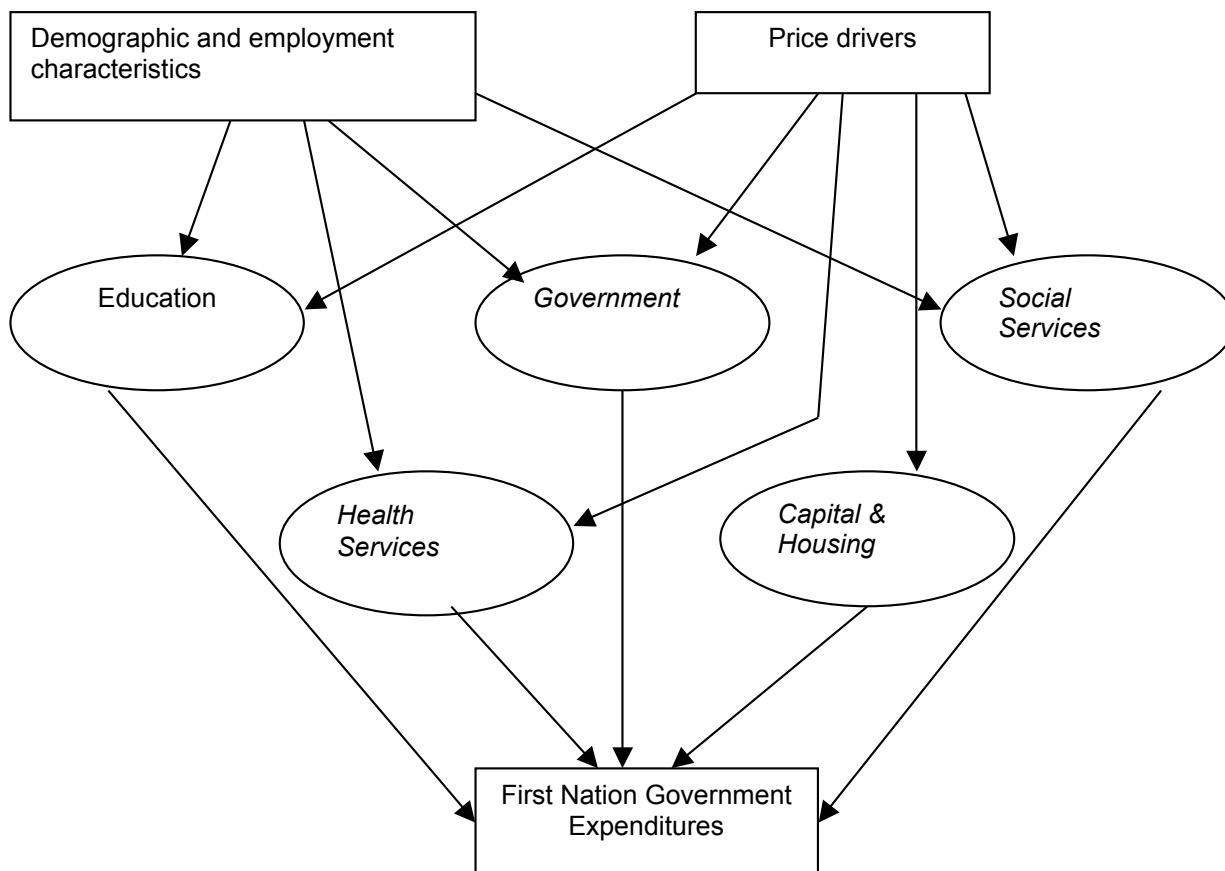 Demographic and employment
characteristics
Price drivers
Education
Government
Social
Services
Health
Services
Capital &
Housing
First Nation Government
Expenditures